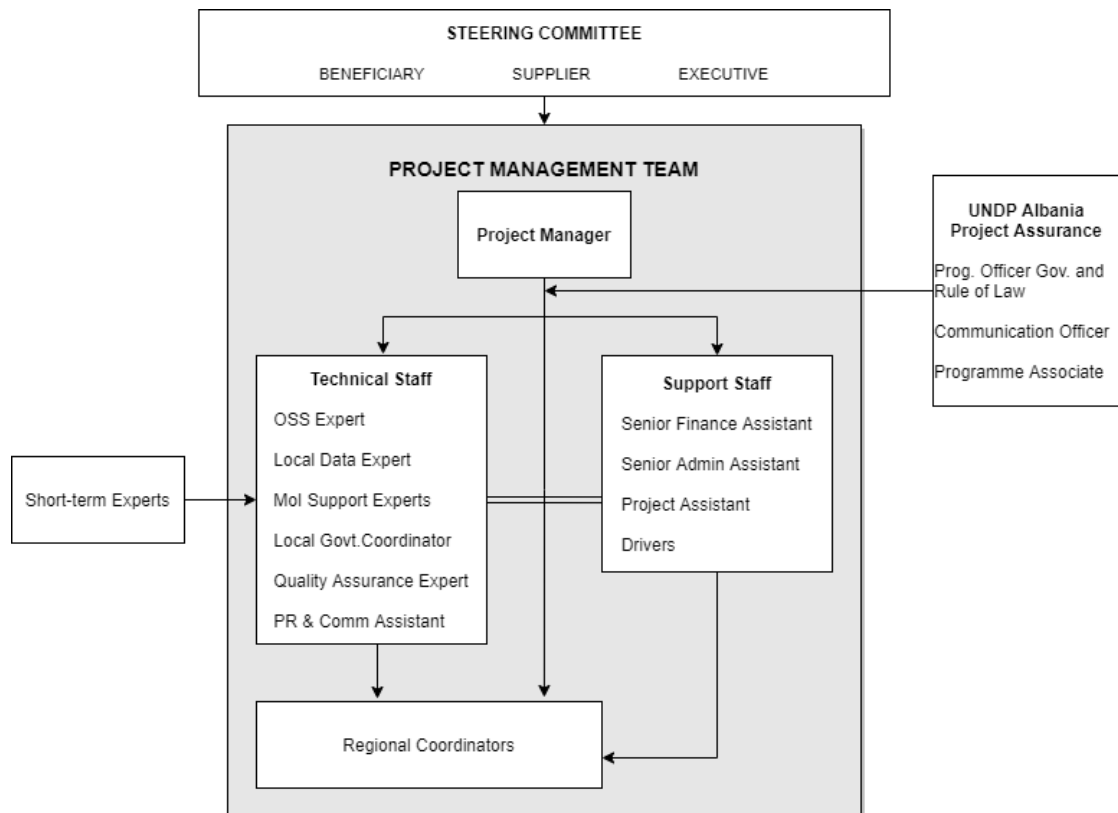 STEERING COMMITTEE
BENEFICIARY SUPPLIER EXECUTIVE
PROJECT MANAGEMENT TEAM
Project Manager
UNDP Albania
Project Assurance
Prog. Officer Gov. and
Rule of Law
Communication Officer
Programme Associate
Technical Staff
OSS Expert
Local Data Expert
MoI Support Experts
Local Govt.Coordinator
Quality Assurance Expert
PR & Comm Assistant
Support Staff
Senior Finance Assistant
Senior Admin Assistant
Project Assistant
Drivers
Short-term Experts
Regional Coordinators